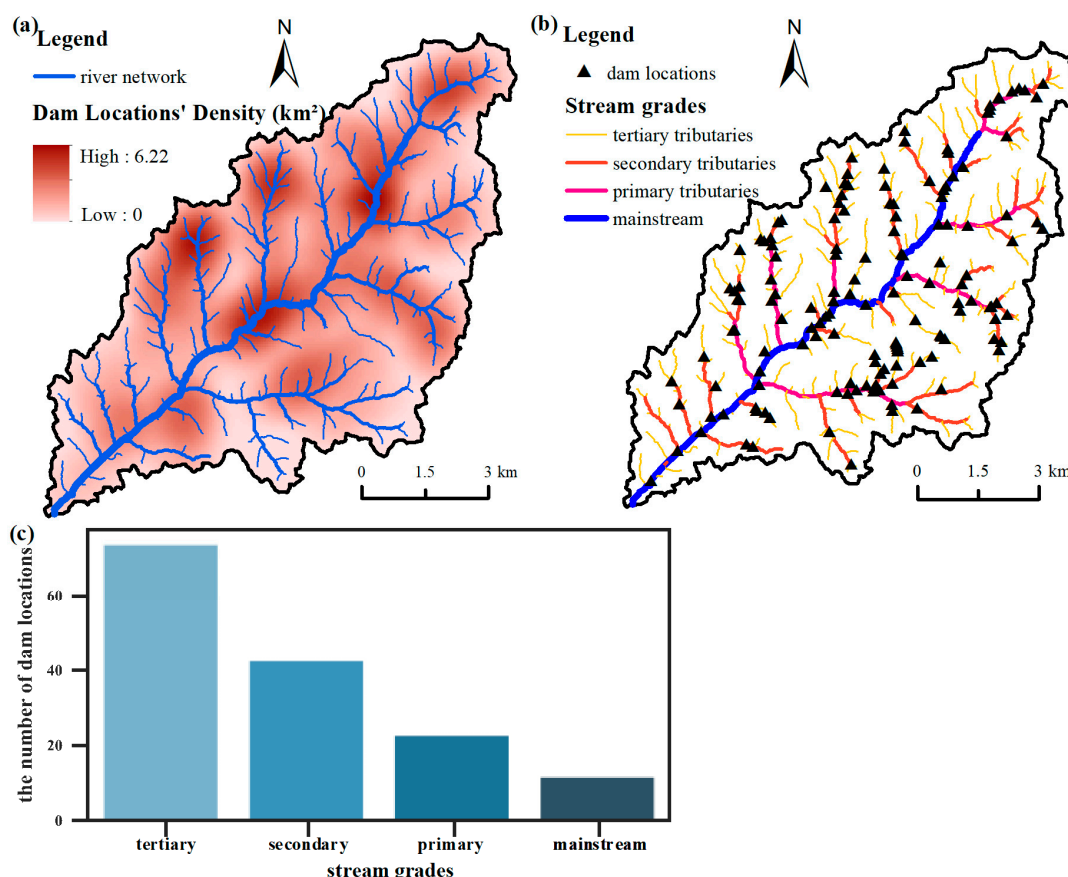 (a)
Legend
river network
Dam Locations' Density (km²)
High : 6.22
Low : 0
N
0 1.5 3 km
(b)
Legend
dam locations
Stream grades
tertiary tributaries
secondary tributaries
primary tributaries
mainstream
N
0 1.5 3 km
(c)
the number of dam locations
60
40
20
0
tertiary secondary primary mainstream
stream grades